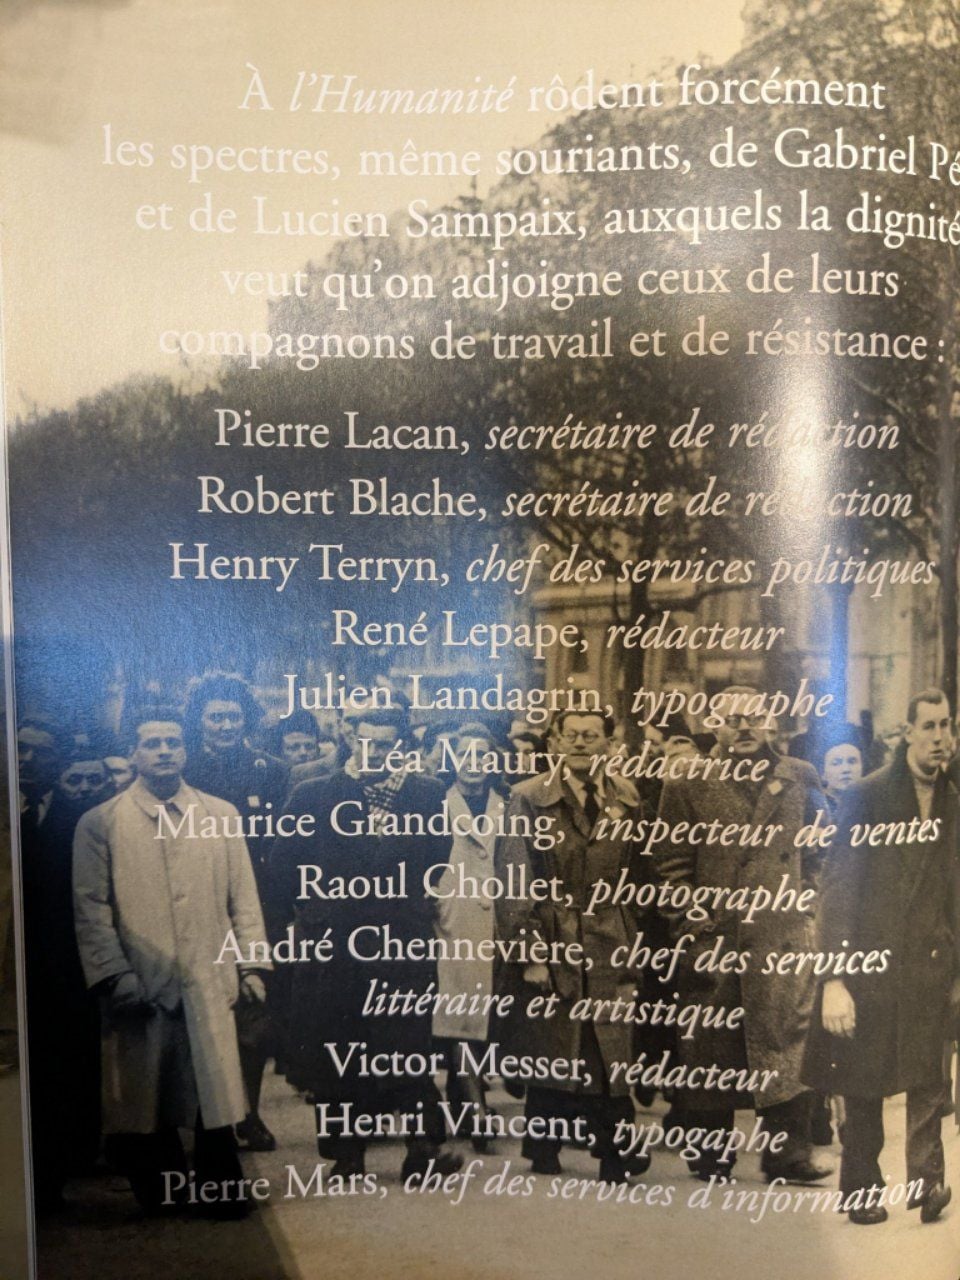 À l'Humanité rôdent forcément
les spectres, même souriants, de Gabriel Pé
et de Lucien Sampaix, auxquels la dignité
veut qu'on adjoigne ceux de leurs
compagnons de travail et de résistance :
Pierre Lacan, secrétaire de rédaction
Robert Blache, secrétaire de rédaction
Henry Terryn, chef des services politiques
René Lepape, rédacteur
Julien Landagrin, typographe
Léa Maury, rédactrice
Maurice Grandcoing, inspecteur de ventes
Raoul Chollet, photographe
André Chennevière, chef des services
littéraire et artistique
Victor Messer, rédacteur
Henri Vincent, typogaphe
Pierre Mars, chef des services d'information